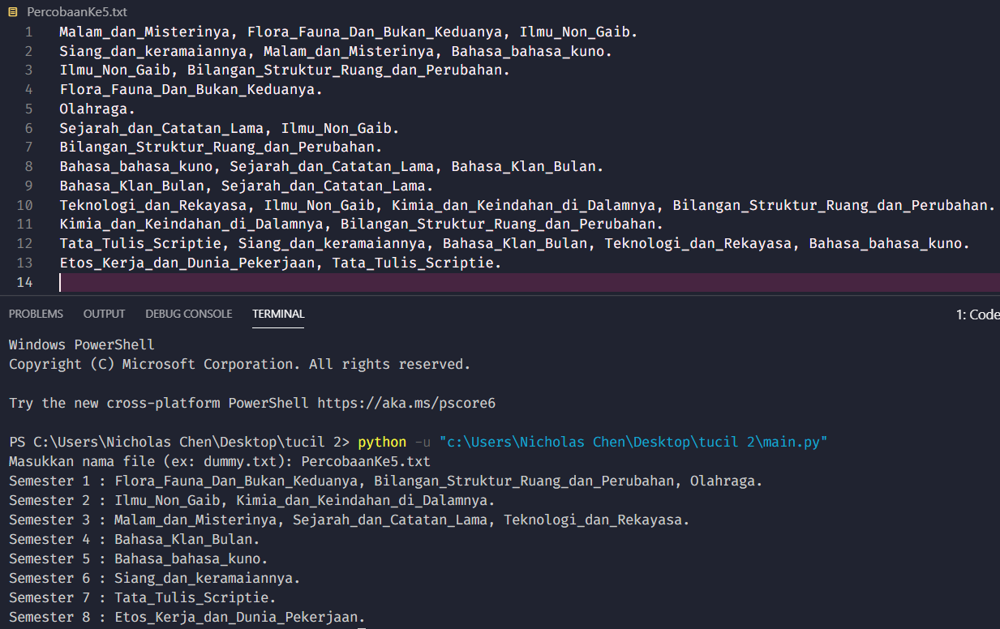 PercobaanKe5.txt
1 Malam_dan_Misterinya, Flora_Fauna_Dan_Bukan_Keduanya, Ilmu_Non_Gaib.
2 Siang_dan_keramaiannya, Malam_dan_Misterinya, Bahasa_bahasa_kuno.
3 Ilmu_Non_Gaib, Bilangan_Struktur_Ruang_dan_Perubahan.
4 Flora_Fauna_Dan_Bukan_Keduanya.
5 Olahraga.
6 Sejarah_dan_Catatan_Lama, Ilmu_Non_Gaib.
7 Bilangan_Struktur_Ruang_dan_Perubahan.
8 Bahasa_bahasa_kuno, Sejarah_dan_Catatan_Lama, Bahasa_Klan_Bulan.
9 Bahasa_Klan_Bulan, Sejarah_dan_Catatan_Lama.
10 Teknologi_dan_Rekayasa, Ilmu_Non_Gaib, Kimia_dan_Keindahan_di_Dalamnya, Bilangan_Struktur_Ruang_dan_Perubahan.
11 Kimia_dan_Keindahan_di_Dalamnya, Bilangan_Struktur_Ruang_dan_Perubahan.
12 Tata_Tulis_Scriptie, Siang_dan_keramaiannya, Bahasa_Klan_Bulan, Teknologi_dan_Rekayasa, Bahasa_bahasa_kuno.
13 Etos_Kerja_dan_Dunia_Pekerjaan, Tata_Tulis_Scriptie.
14
PROBLEMS OUTPUT DEBUG CONSOLE TERMINAL 1: Code
Windows PowerShell
Copyright (C) Microsoft Corporation. All rights reserved.
Try the new cross-platform PowerShell https://aka.ms/pscore6
PS C:\Users\Nicholas Chen\Desktop\tucil 2> python -u "c:\Users\Nicholas Chen\Desktop\tucil 2\main.py"
Masukkan nama file (ex: dummy.txt): PercobaanKe5.txt
Semester 1 : Flora_Fauna_Dan_Bukan_Keduanya, Bilangan_Struktur_Ruang_dan_Perubahan, Olahraga.
Semester 2 : Ilmu_Non_Gaib, Kimia_dan_Keindahan_di_Dalamnya.
Semester 3 : Malam_dan_Misterinya, Sejarah_dan_Catatan_Lama, Teknologi_dan_Rekayasa.
Semester 4 : Bahasa_Klan_Bulan.
Semester 5 : Bahasa_bahasa_kuno.
Semester 6 : Siang_dan_keramaiannya.
Semester 7 : Tata_Tulis_Scriptie.
Semester 8 : Etos_Kerja_dan_Dunia_Pekerjaan.